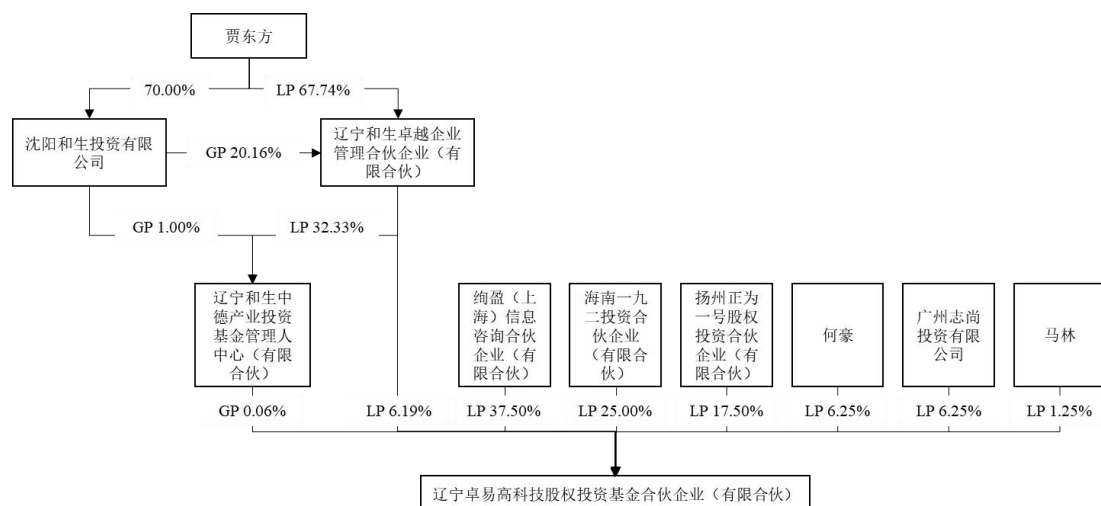 贾东方
70.00%
LP 67.74%
沈阳和生投资有限
公司
GP 20.16%
辽宁和生卓越企业
管理合伙企业（有
限合伙）
GP 1.00%
LP 32.33%
辽宁和生中
德产业投资
基金管理人
中心（有限
合伙）
绚盈（上
海）信息
咨询合伙
企业（有
限合伙）
海南一九
二投资合
伙企业
（有限合
伙）
扬州正为
一号股权
投资合伙
企业（有
限合伙）
何豪
广州志尚
投资有限
公司
马林
GP 0.06%
LP 6.19%
LP 37.50%
LP 25.00%
LP 17.50%
LP 6.25%
LP 6.25%
LP 1.25%
辽宁卓易高科技股权投资基金合伙企业（有限合伙）